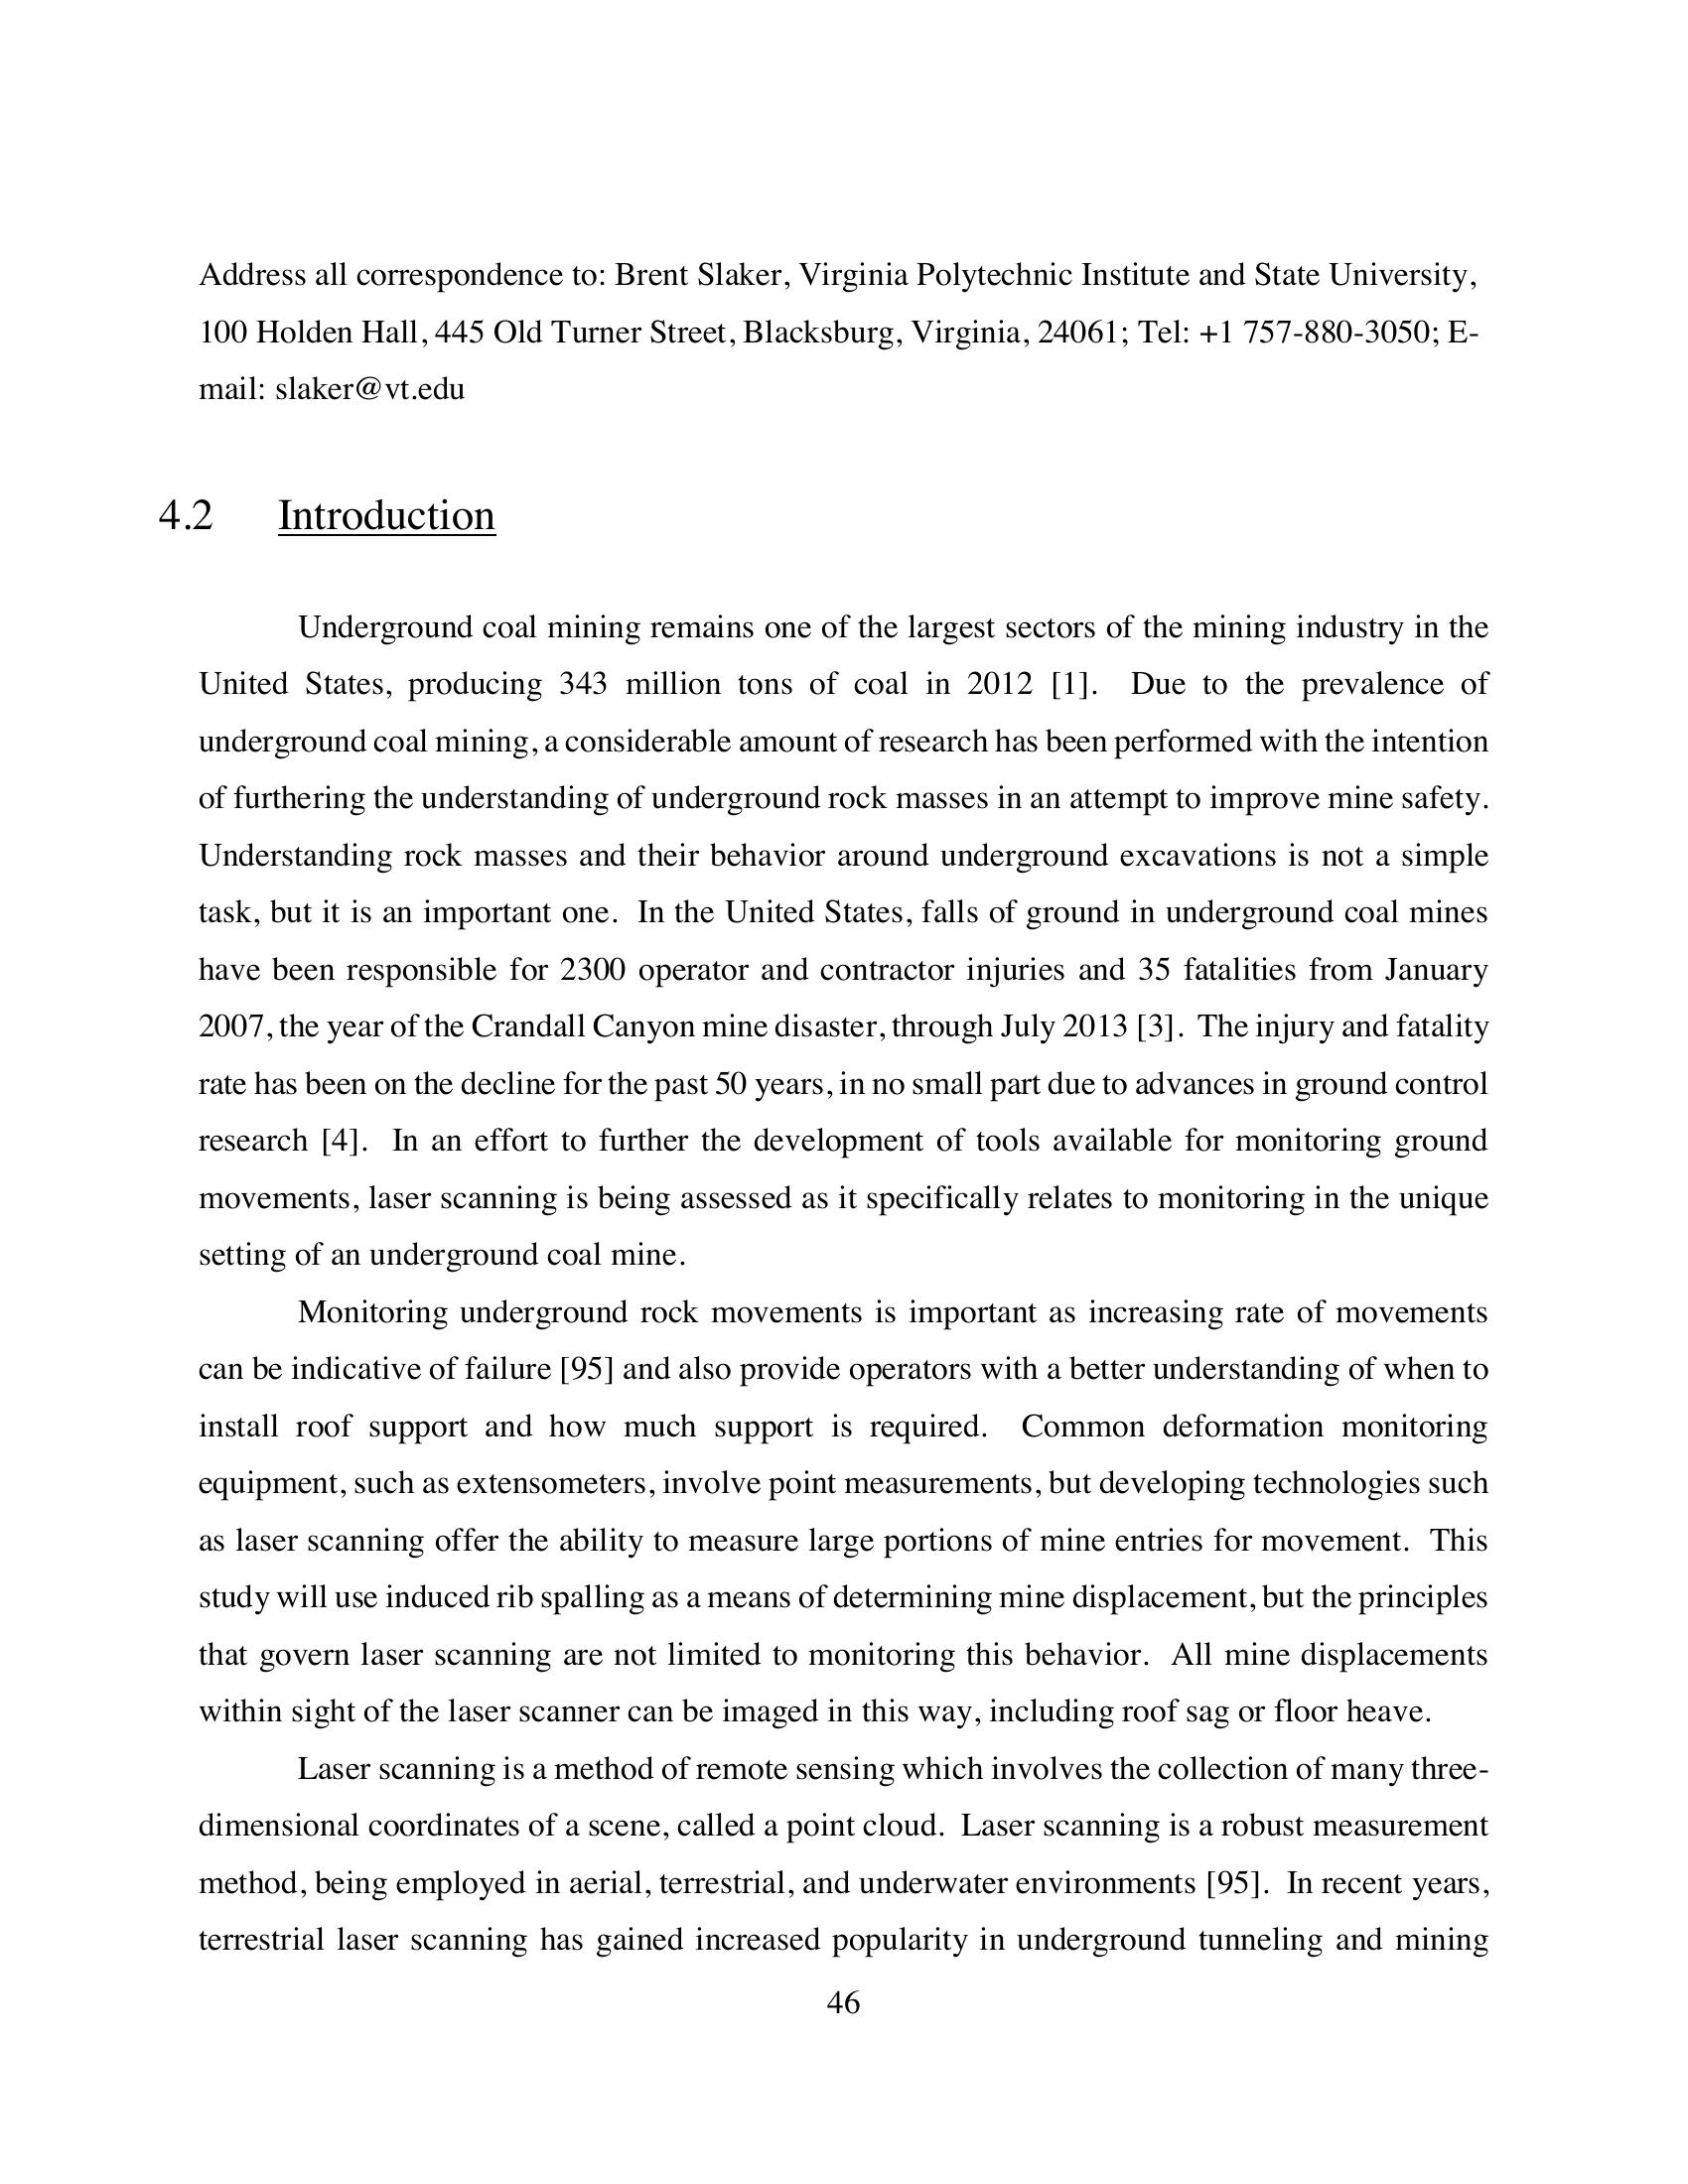 Address all correspondence to: Brent Slaker, Virginia Polytechnic Institute and State University,
100 Holden Hall, 445 Old Turner Street, Blacksburg, Virginia, 24061; Tel: +1 757-880-3050; E-
mail: slaker@vt.edu
4.2 Introduction
Underground coal mining remains one of the largest sectors of the mining industry in the
United States, producing 343 million tons of coal in 2012 [1]. Due to the prevalence of
underground coal mining, a considerable amount of research has been performed with the intention
of furthering the understanding of underground rock masses in an attempt to improve mine safety.
Understanding rock masses and their behavior around underground excavations is not a simple
task, but it is an important one. In the United States, falls of ground in underground coal mines
have been responsible for 2300 operator and contractor injuries and 35 fatalities from January
2007, the year of the Crandall Canyon mine disaster, through July 2013 [3]. The injury and fatality
rate has been on the decline for the past 50 years, in no small part due to advances in ground control
research [4]. In an effort to further the development of tools available for monitoring ground
movements, laser scanning is being assessed as it specifically relates to monitoring in the unique
setting of an underground coal mine.
Monitoring underground rock movements is important as increasing rate of movements
can be indicative of failure [95] and also provide operators with a better understanding of when to
install roof support and how much support is required. Common deformation monitoring
equipment, such as extensometers, involve point measurements, but developing technologies such
as laser scanning offer the ability to measure large portions of mine entries for movement. This
study will use induced rib spalling as a means of determining mine displacement, but the principles
that govern laser scanning are not limited to monitoring this behavior. All mine displacements
within sight of the laser scanner can be imaged in this way, including roof sag or floor heave.
Laser scanning is a method of remote sensing which involves the collection of many three-
dimensional coordinates of a scene, called a point cloud. Laser scanning is a robust measurement
method, being employed in aerial, terrestrial, and underwater environments [95]. In recent years,
terrestrial laser scanning has gained increased popularity in underground tunneling and mining
46